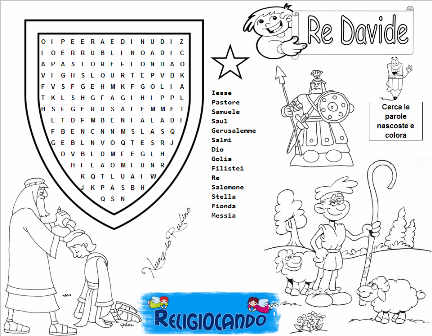 Re Davide
Cerca le
parole
nascoste e
colora
O I P E E R A E D I N U D I Z
I O E R R U B L I N O A D I C
A P A S T O R E F I O N D A O
V I G I I S L O U R T C P V D K
F V S F G E H M K F G O L I A
T K L S H G F A G I H I P P L
L T D F M B E N I A L A D I
F B E N C N N M S L A S Q
G E B L N V O Q T E S R J
D V B L D M F E G L H
H I L A O M I U N R
K Q T L U A I W
J K P A S B H
Q S N
Iesse
Pastore
Samuele
Saul
Gerusalemme
Salmi
Dio
Golia
Filistei
Re
Salomone
Stella
Fionda
Messia
RELIGIOCANDO